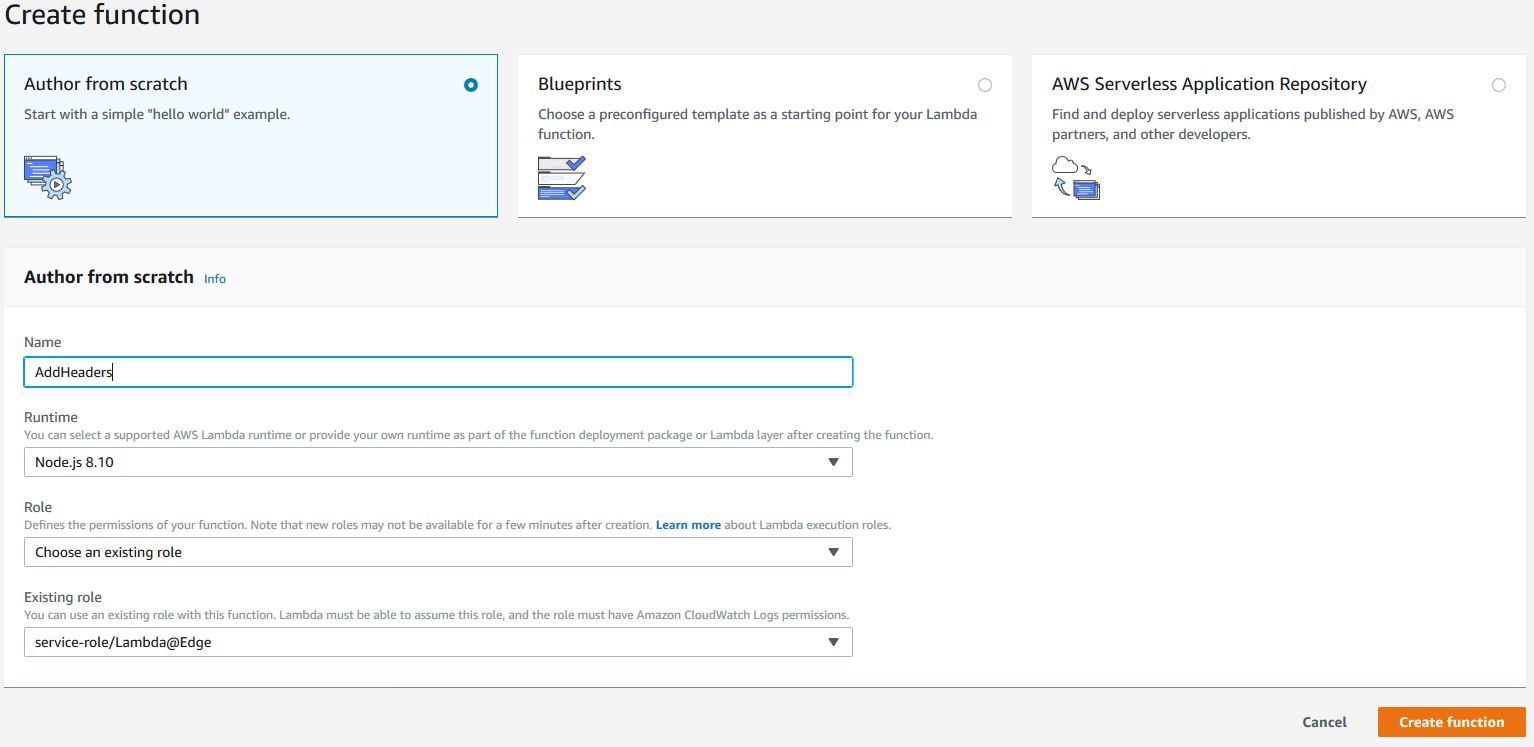 Create function
Author from scratch
Start with a simple "hello world" example.
Blueprints
Choose a preconfigured template as a starting point for your Lambda
function.
AWS Serverless Application Repository
Find and deploy serverless applications published by AWS, AWS
partners, and other developers.
Author from scratch Info
Name
AddHeaders
Runtime
You can select a supported AWS Lambda runtime or provide your own runtime as part of the function deployment package or Lambda layer after creating the function.
Node.js 8.10
Role
Defines the permissions of your function. Note that new roles may not be available for a few minutes after creation. Learn more about Lambda execution roles.
Choose an existing role
Existing role
You can use an existing role with this function. Lambda must be able to assume this role, and the role must have Amazon CloudWatch Logs permissions.
service-role/Lambda@Edge
Cancel Create function